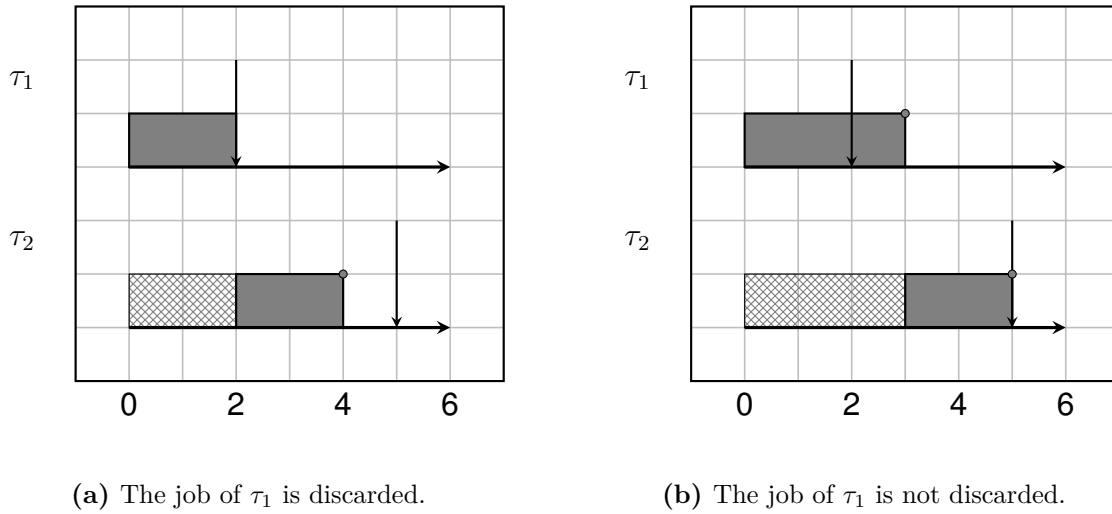 τ1
τ2
0 2 4 6
(a) The job of τ1 is discarded.
τ1
τ2
0 2 4 6
(b) The job of τ1 is not discarded.